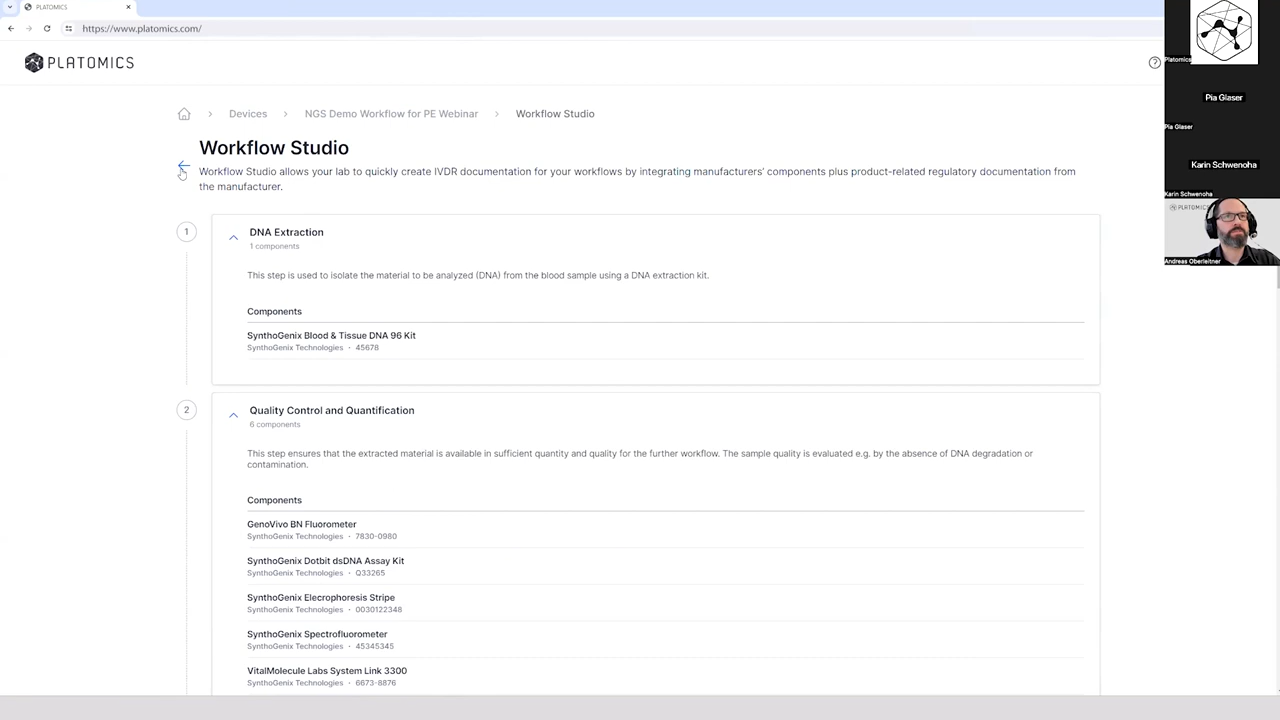 PLATOMICS
https://www.platomics.com/
PLATOMICS
Devices
NGS Demo Workflow for PE Webinar
Workflow Studio
Workflow Studio
Workflow Studio allows your lab to quickly create IVDR documentation for your workflows by integrating manufacturers' components plus product-related regulatory documentation from
the manufacturer.
1
DNA Extraction
1 components
This step is used to isolate the material to be analyzed (DNA) from the blood sample using a DNA extraction kit.
Components
SynthoGenix Blood & Tissue DNA 96 Kit
SynthoGenix Technologies • 45678
2
Quality Control and Quantification
6 components
This step ensures that the extracted material is available in sufficient quantity and quality for the further workflow. The sample quality is evaluated e.g. by the absence of DNA degradation or
contamination.
Components
GenoVivo BN Fluorometer
SynthoGenix Technologies • 7830-0980
SynthoGenix Dotbit dsDNA Assay Kit
SynthoGenix Technologies • Q33265
SynthoGenix Elecrophoresis Stripe
SynthoGenix Technologies • 0030122348
SynthoGenix Spectrofluorometer
SynthoGenix Technologies • 45345345
VitalMolecule Labs System Link 3300
SynthoGenix Technologies • 6673-8876
Platomics
Pia Glaser
Pia Glaser
Karin Schwenoha
Karin Schwenoha
PLATOMICS
Andreas Oberleitner